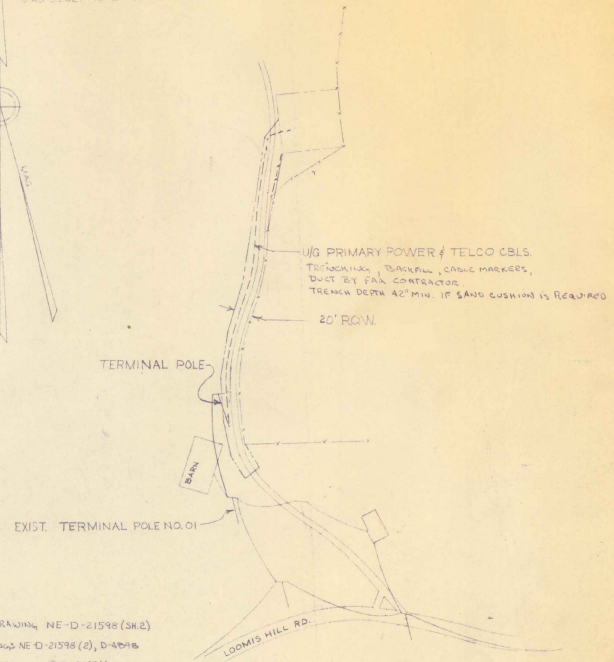 MAG
U/G PRIMARY POWER & TELCO CBLS.
TRENCHING, BACKFILL, CABLE MARKERS,
DUCT BY FAA CONTRACTOR.
TRENCH DEPTH 42" MIN. IF SAND CUSHION IS REQUIRED
20' R.O.W.
TERMINAL POLE
BARN
EXIST. TERMINAL POLE NO. 01
RAWING NE-D-21598 (SH.2)
NE-D-21598 (2), D-4898
LOOMIS HILL RD.